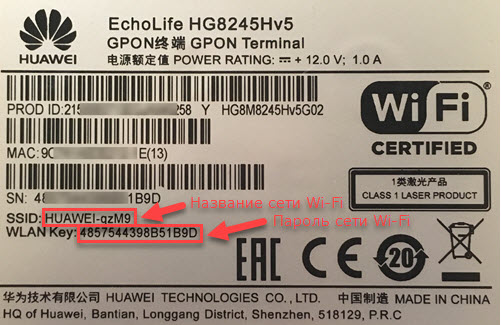 EchoLife HG8245Hv5
GPON终端 GPON Terminal
电源额定值 POWER RATING: ⎓ +12.0V; 1.0 A
HUAWEI
PROD ID:215 258 Y HG8M8245Hv5G02
WiFi
CERTIFIED
MAC:90 E(13)
1类激光产品
CLASS 1 LASER PRODUCT
SN: 48 1B9D
SSID: HUAWEI-qzM9
Название сети Wi-Fi
WLAN Key: 4857544398B51B9D
Пароль сети Wi-Fi
EAC CE 20
华为技术有限公司 HUAWEI TECHNOLOGIES CO., LTD. 中国制造 MADE IN CHINA
HQ of Huawei, Bantian, Longgang District, Shenzhen, 518129, P.R.C